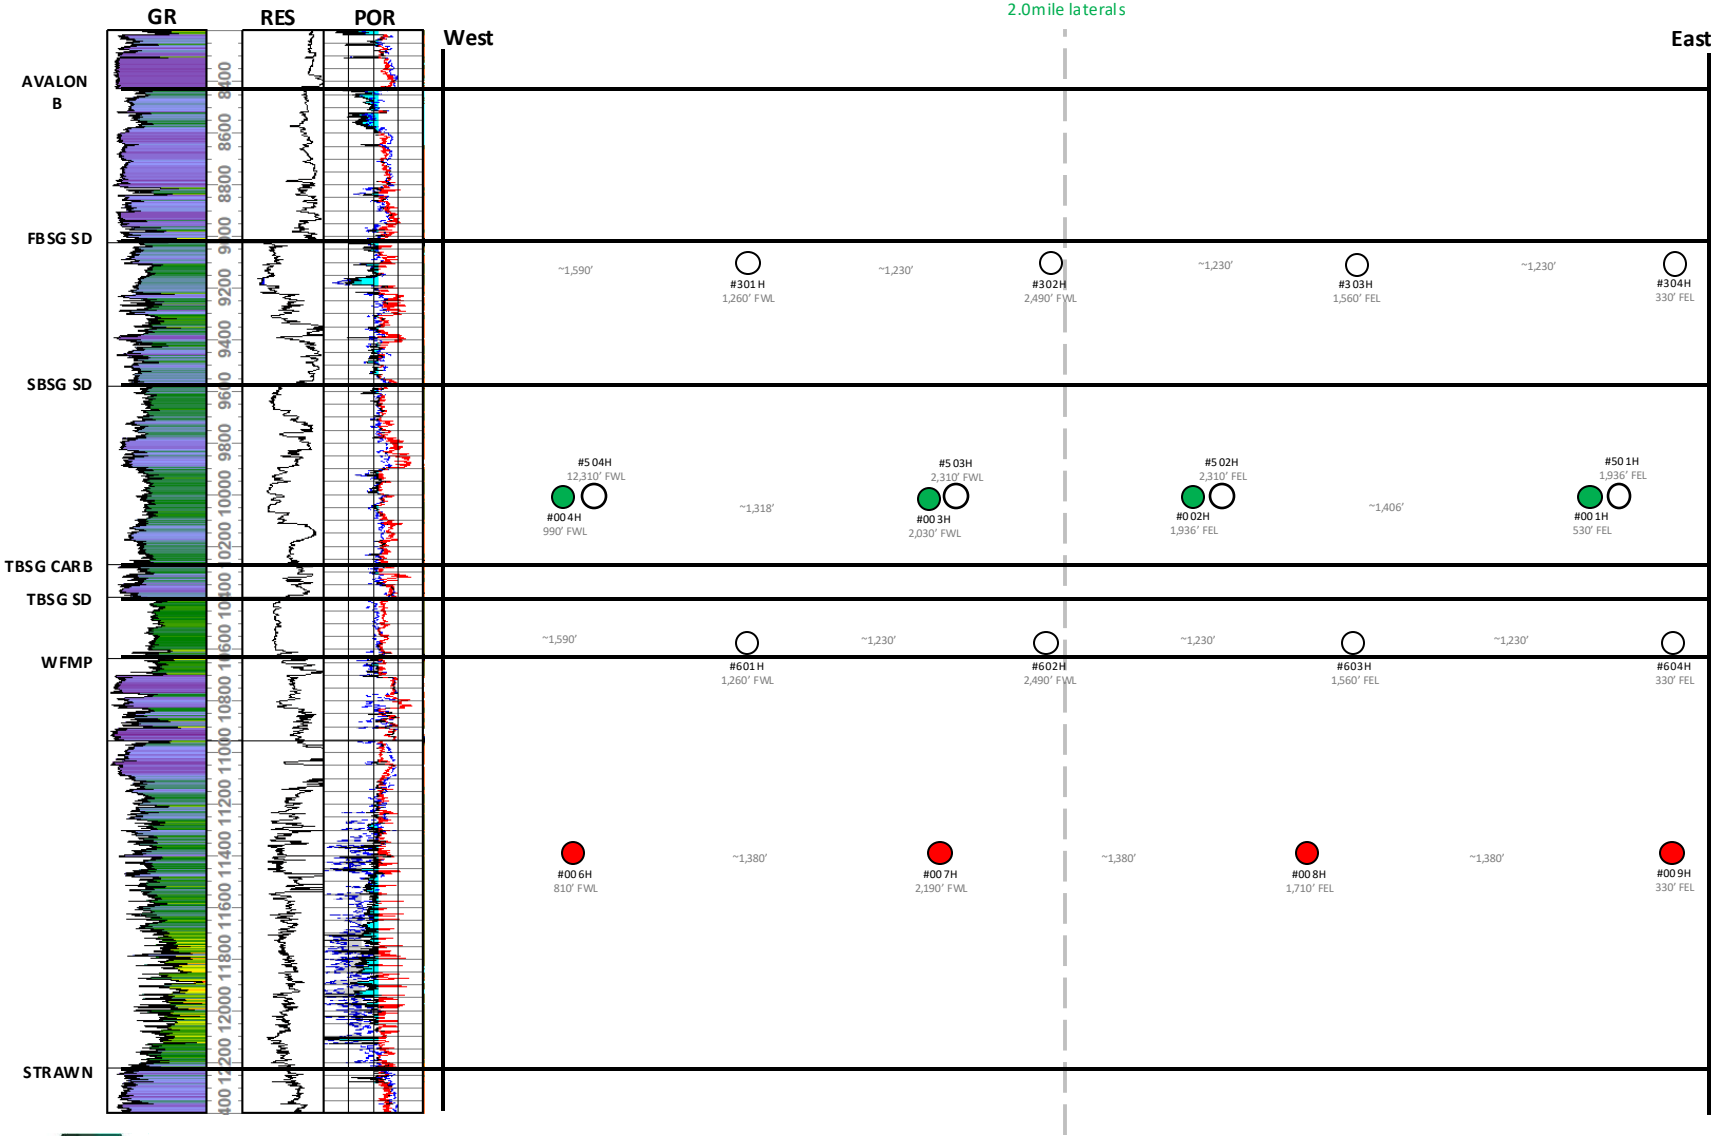 2.0mile laterals
GR RES POR
West East
AVALON
B
FBSG SD
SBSG SD
TBSG CARB
TBSG SD
WFMP
STRAWN
8400
8600
8800
9000
9200
9400
9600
9800
10000
10200
10400
10600
10800
11000
11200
11400
11600
11800
12000
12200
400
~1,590’ ~1,230’ ~1,230’ ~1,230’
#301H #302H #303H #304H
1,260’ FWL 2,490’ FWL 1,560’ FEL 330’ FEL
#504H #503H #502H #501H
12,310’ FWL 2,310’ FWL 2,310’ FEL 1,936’ FEL
~1,318’ ~1,406’
#004H #003H #002H #001H
990’ FWL 2,030’ FWL 1,936’ FEL 530’ FEL
~1,590’ ~1,230’ ~1,230’ ~1,230’
#601H #602H #603H #604H
1,260’ FWL 2,490’ FWL 1,560’ FEL 330’ FEL
~1,380’ ~1,380’ ~1,380’
#006H #007H #008H #009H
810’ FWL 2,190’ FWL 1,710’ FEL 330’ FEL